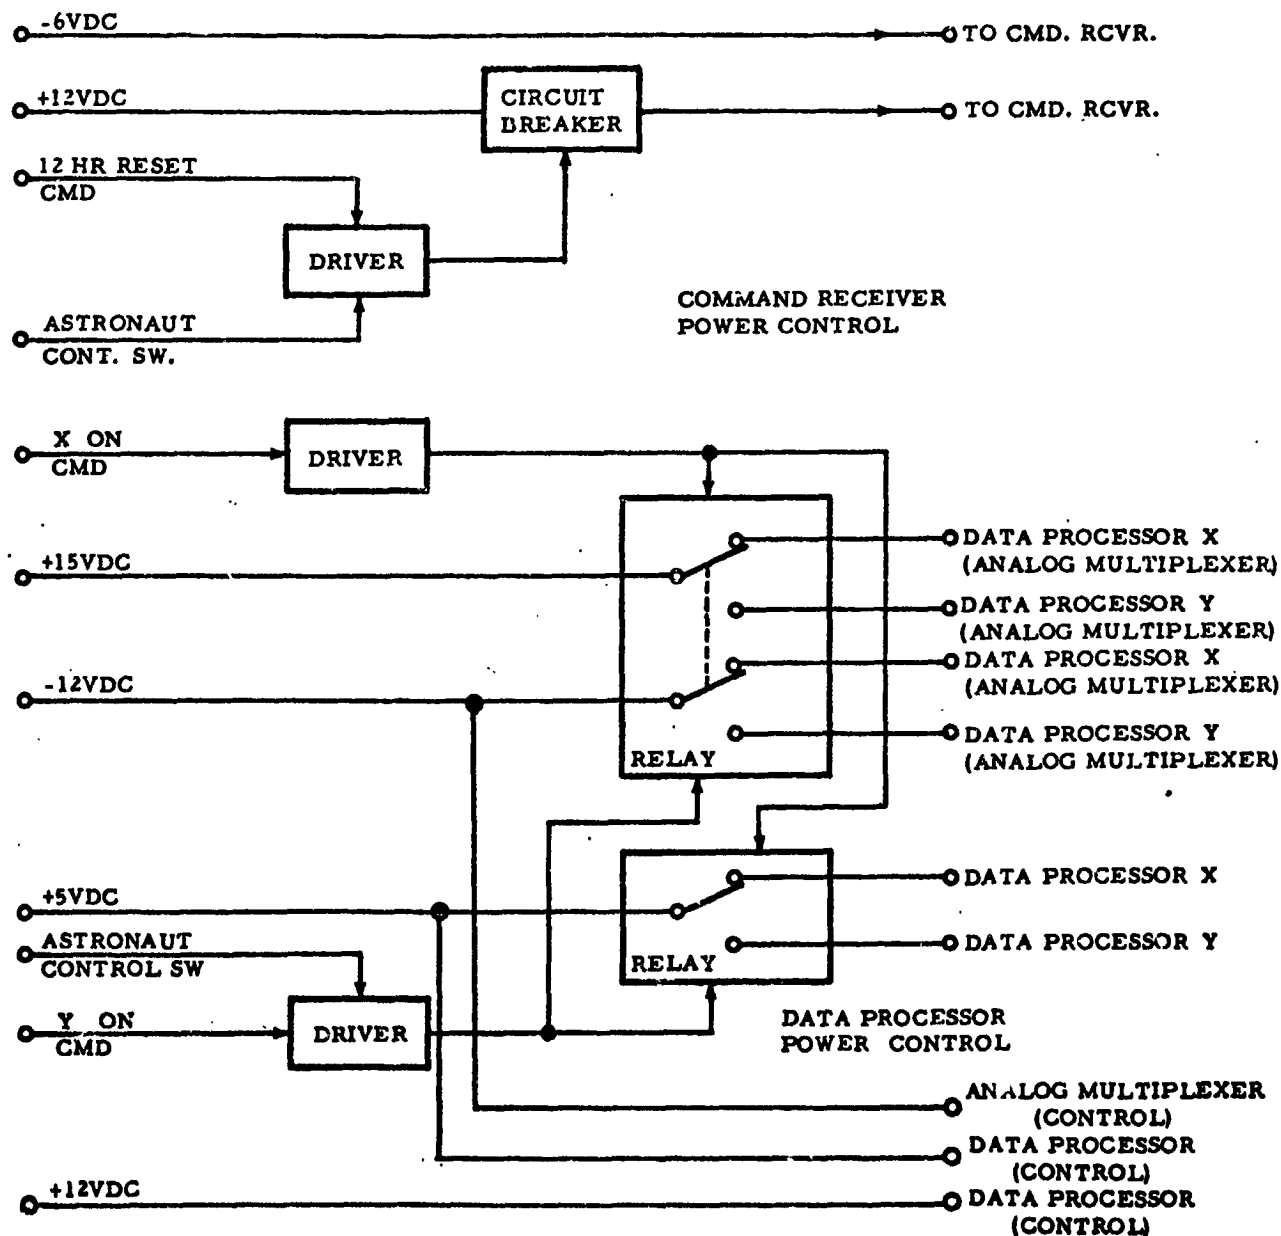 -6VDC
TO CMD. RCVR.
+12VDC
CIRCUIT
BREAKER
TO CMD. RCVR.
12 HR RESET
CMD
DRIVER
ASTRONAUT
CONT. SW.
COMMAND RECEIVER
POWER CONTROL
X ON
CMD
DRIVER
+15VDC
DATA PROCESSOR X
(ANALOG MULTIPLEXER)
DATA PROCESSOR Y
(ANALOG MULTIPLEXER)
DATA PROCESSOR X
(ANALOG MULTIPLEXER)
-12VDC
DATA PROCESSOR Y
(ANALOG MULTIPLEXER)
RELAY
+5VDC
DATA PROCESSOR X
ASTRONAUT
CONTROL SW
DATA PROCESSOR Y
RELAY
Y ON
CMD
DRIVER
DATA PROCESSOR
POWER CONTROL
ANALOG MULTIPLEXER
(CONTROL)
DATA PROCESSOR
(CONTROL)
+12VDC
DATA PROCESSOR
(CONTROL)